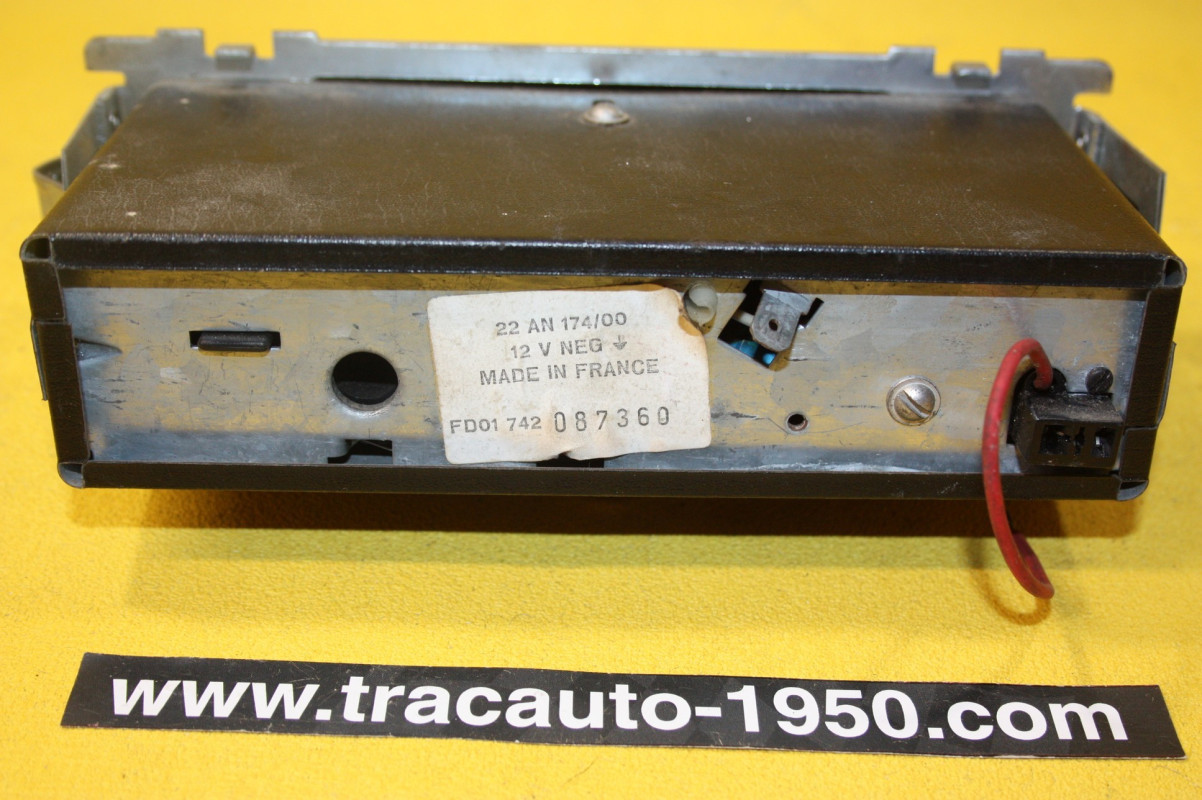 22 AN 174/00
12 V NEG ⏚
MADE IN FRANCE
FD01 742 087360
www.tracauto-1950.com